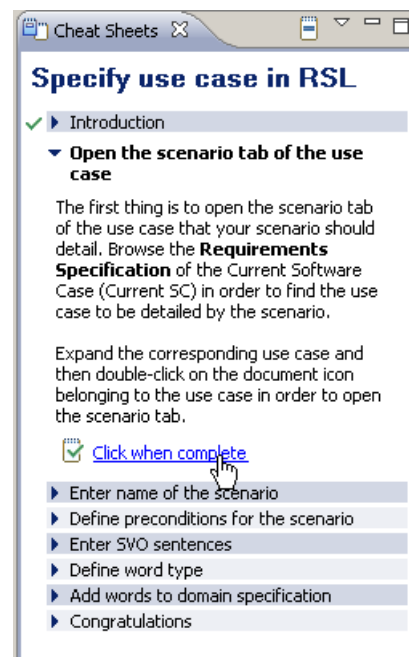 Cheat Sheets
Specify use case in RSL
Introduction
Open the scenario tab of the use
case
The first thing is to open the scenario tab
of the use case that your scenario should
detail. Browse the Requirements
Specification of the Current Software
Case (Current SC) in order to find the use
case to be detailed by the scenario.
Expand the corresponding use case and
then double-click on the document icon
belonging to the use case in order to open
the scenario tab.
Click when complete
Enter name of the scenario
Define preconditions for the scenario
Enter SVO sentences
Define word type
Add words to domain specification
Congratulations